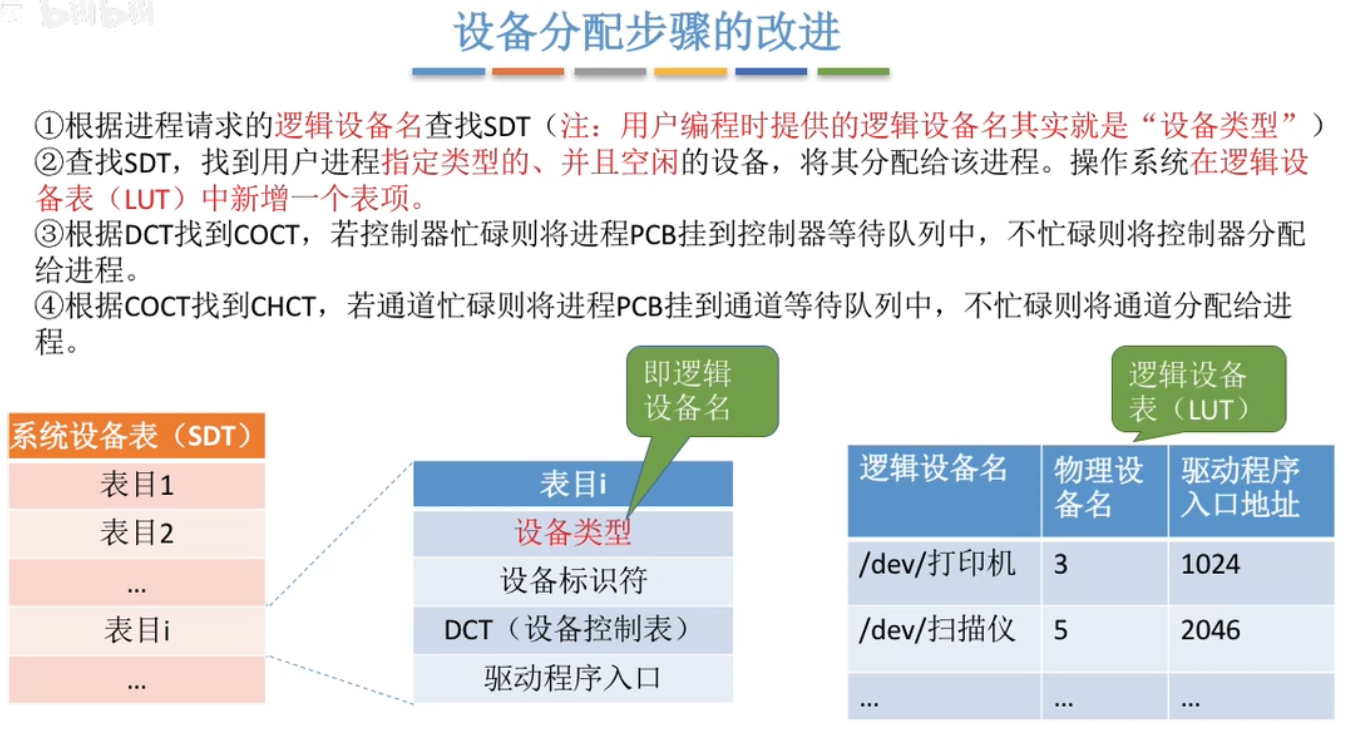 设备分配步骤的改进
①根据进程请求的逻辑设备名查找SDT（注：用户编程时提供的逻辑设备名其实就是“设备类型”）
②查找SDT，找到用户进程指定类型的、并且空闲的设备，将其分配给该进程。操作系统在逻辑设
备表（LUT）中新增一个表项。
③根据DCT找到COCT，若控制器忙碌则将进程PCB挂到控制器等待队列中，不忙碌则将控制器分配
给进程。
④根据COCT找到CHCT，若通道忙碌则将进程PCB挂到通道等待队列中，不忙碌则将通道分配给进
程。
系统设备表（SDT）
表目1
表目2
...
表目i
...
即逻辑
设备名
表目i
设备类型
设备标识符
DCT（设备控制表）
驱动程序入口
逻辑设备
表（LUT）
逻辑设备名 物理设 驱动程序
备名 入口地址
/dev/打印机 3 1024
/dev/扫描仪 5 2046
... ... ...